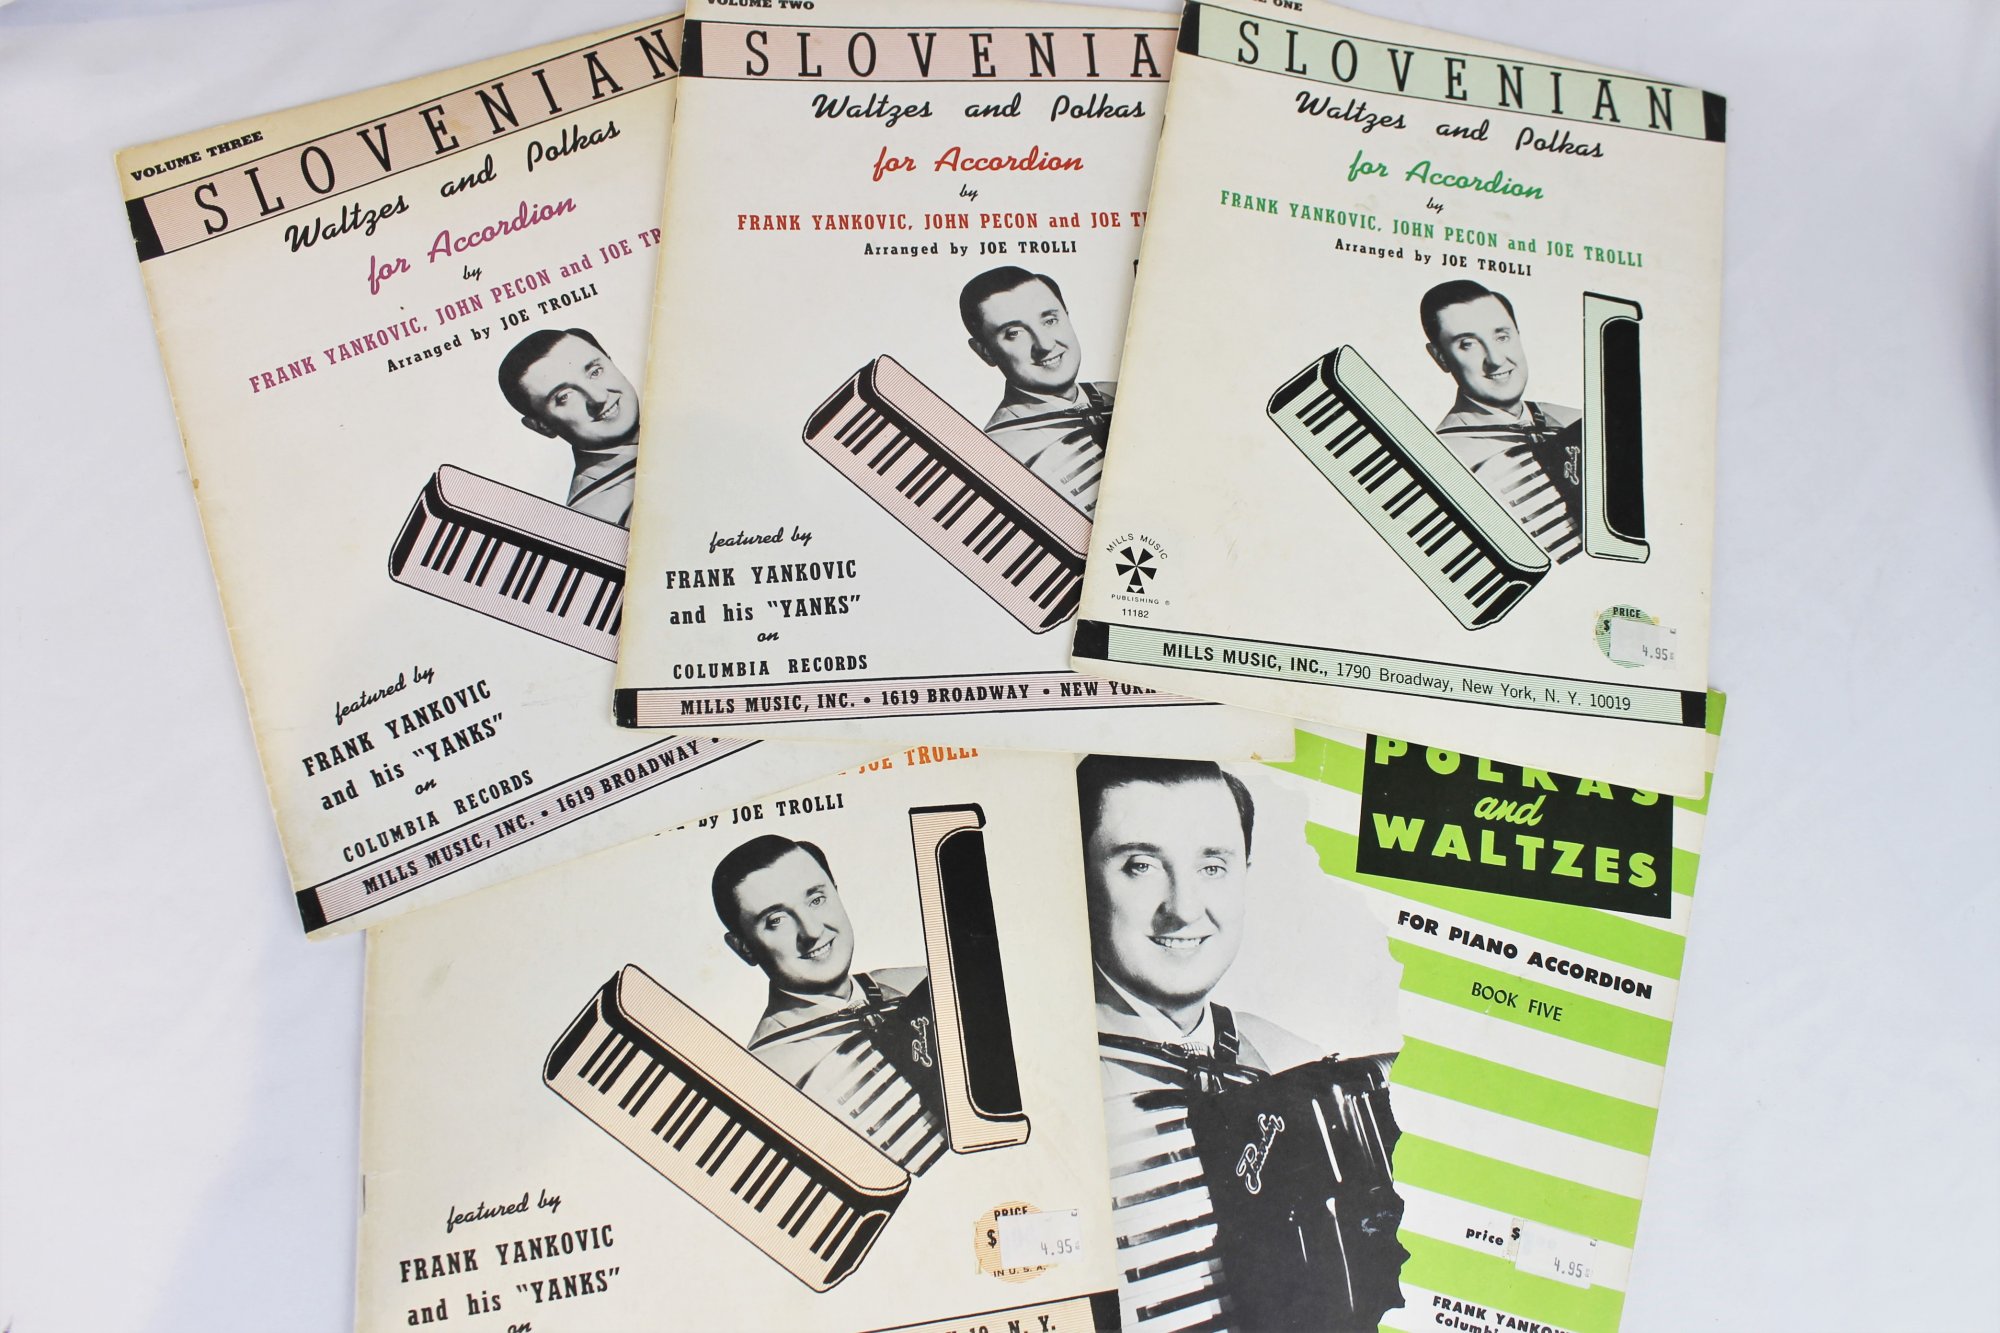 VOLUME THREE
SLOVENIAN
Waltzes and Polkas
for Accordion
by
FRANK YANKOVIC, JOHN PECON and JOE TR
Arranged by JOE TROLLI
featured by
FRANK YANKOVIC
and his "YANKS"
on
COLUMBIA RECORDS
MILLS MUSIC, INC. • 1619 BROADWAY •
VOLUME TWO
SLOVENIA
Waltzes and Polkas
for Accordion
by
FRANK YANKOVIC, JOHN PECON and JOE T
Arranged by JOE TROLLI
featured by
FRANK YANKOVIC
and his "YANKS"
on
COLUMBIA RECORDS
MILLS MUSIC, INC. • 1619 BROADWAY • NEW YORK
ONE
SLOVENIAN
Waltzes and Polkas
for Accordion
by
FRANK YANKOVIC, JOHN PECON and JOE TROLLI
Arranged by JOE TROLLI
MILLS MUSIC
PUBLISHING ®
11182
PRICE
$
4.95
MILLS MUSIC, INC., 1790 Broadway, New York, N. Y. 10019
JOE TROLLI
by JOE TROLLI
featured by
FRANK YANKOVIC
and his "YANKS"
on
PRICE
$
4.95
IN U. S. A.
N. Y.
POLKAS
and
WALTZES
FOR PIANO ACCORDION
BOOK FIVE
price $
4.95
FRANK YANKOV
Columb